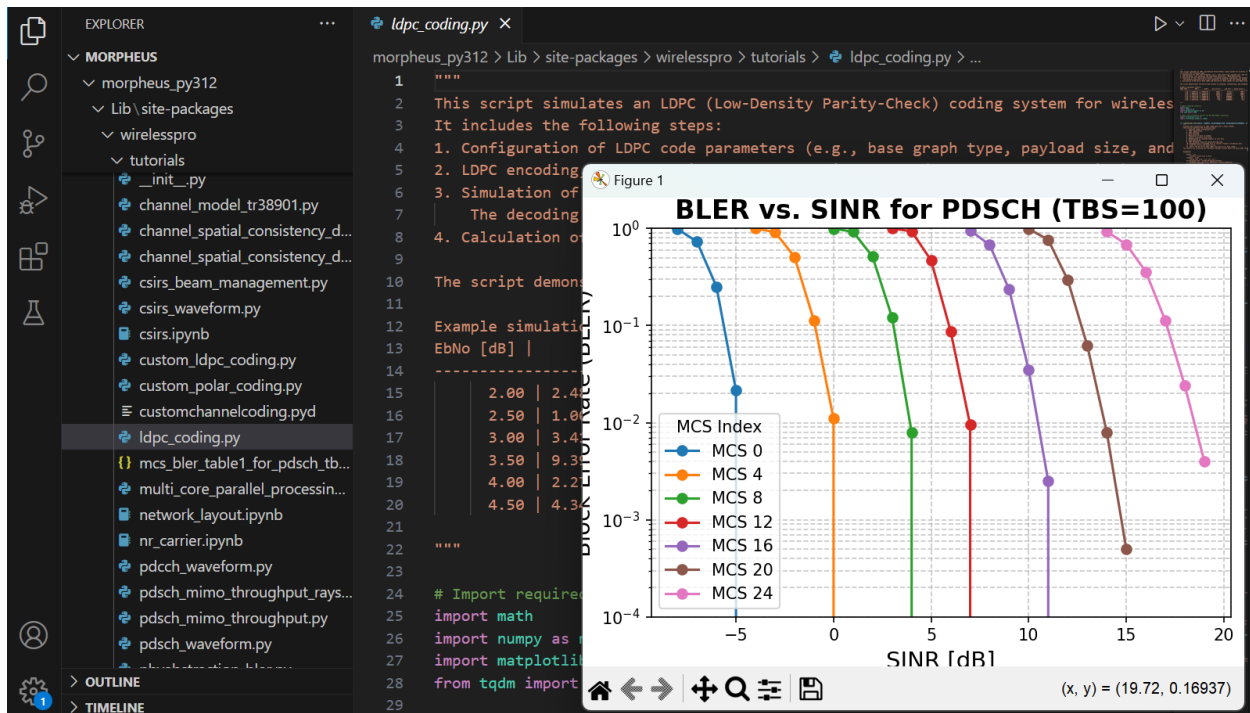 EXPLORER
MORPHEUS
morpheus_py312
Lib\site-packages
wirelesspro
tutorials
__init__.py
channel_model_tr38901.py
channel_spatial_consistency_d...
channel_spatial_consistency_d...
csirs_beam_management.py
csirs_waveform.py
csirs.ipynb
custom_ldpc_coding.py
custom_polar_coding.py
customchannelcoding.pyd
ldpc_coding.py
mcs_bler_table1_for_pdsch_tb...
multi_core_parallel_processin...
network_layout.ipynb
nr_carrier.ipynb
pdcch_waveform.py
pdsch_mimo_throughput_rays...
pdsch_mimo_throughput.py
pdsch_waveform.py
OUTLINE
TIMELINE
1
ldpc_coding.py
morpheus_py312 > Lib > site-packages > wirelesspro > tutorials > ldpc_coding.py > ...
1 """
2 This script simulates an LDPC (Low-Density Parity-Check) coding system for wireles
3 It includes the following steps:
4 1. Configuration of LDPC code parameters (e.g., base graph type, payload size, and
5 2. LDPC encoding,
6 3. Simulation of
7 The decoding
8 4. Calculation of
9
10 The script demons
11
12 Example simulatio
13 EbNo [dB] |
14 -----------------
15 2.00 | 2.4
16 2.50 | 1.0
17 3.00 | 3.4
18 3.50 | 9.3
19 4.00 | 2.2
20 4.50 | 4.3
21
22 """
23
24 # Import required
25 import math
26 import numpy as
27 import matplotli
28 from tqdm import
29
Figure 1
BLER vs. SINR for PDSCH (TBS=100)
Block Error Rate (BLER)
10⁰
10⁻¹
10⁻²
10⁻³
10⁻⁴
MCS Index
MCS 0
MCS 4
MCS 8
MCS 12
MCS 16
MCS 20
MCS 24
−5 0 5 10 15 20
SINR [dB]
(x, y) = (19.72, 0.16937)